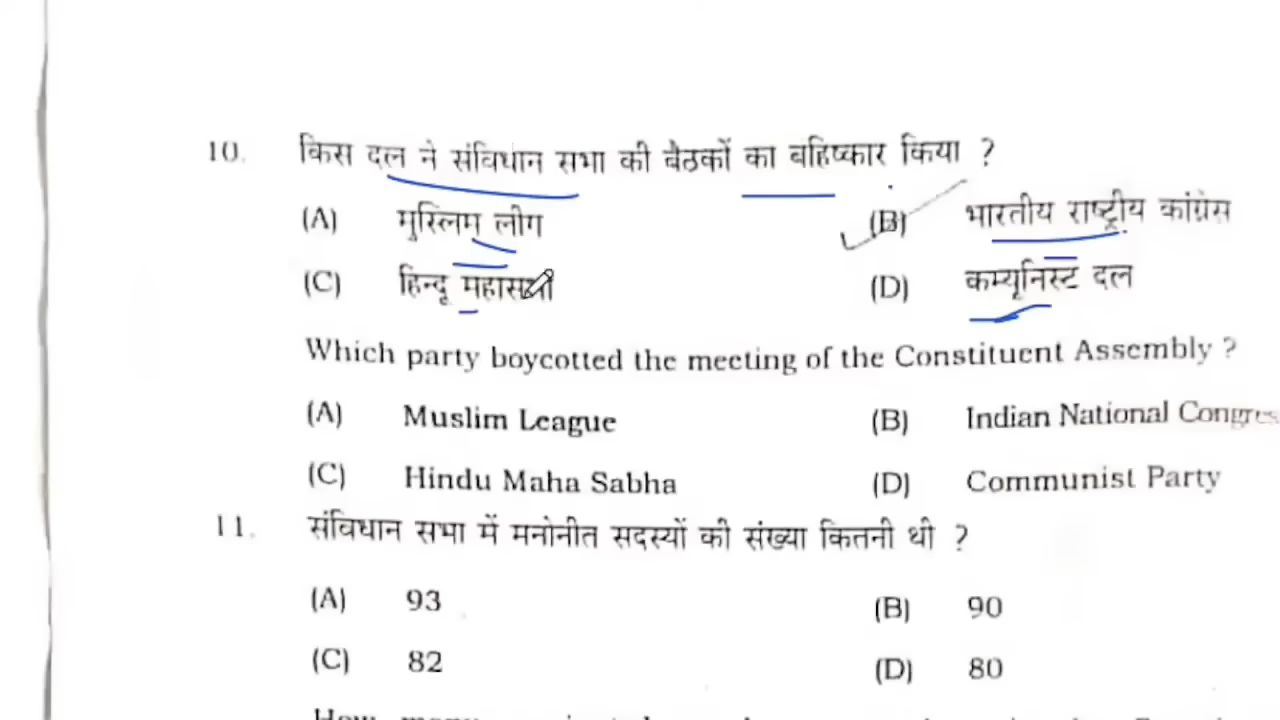 10. किस दल ने संविधान सभा की बैठकों का बहिष्कार किया ?
(A) मुस्लिम लीग (B) भारतीय राष्ट्रीय कांग्रेस
(C) हिन्दू महासभा (D) कम्यूनिस्ट दल
Which party boycotted the meeting of the Constituent Assembly ?
(A) Muslim League (B) Indian National Congres
(C) Hindu Maha Sabha (D) Communist Party
11. संविधान सभा में मनोनीत सदस्यों की संख्या कितनी थी ?
(A) 93 (B) 90
(C) 82 (D) 80
How many